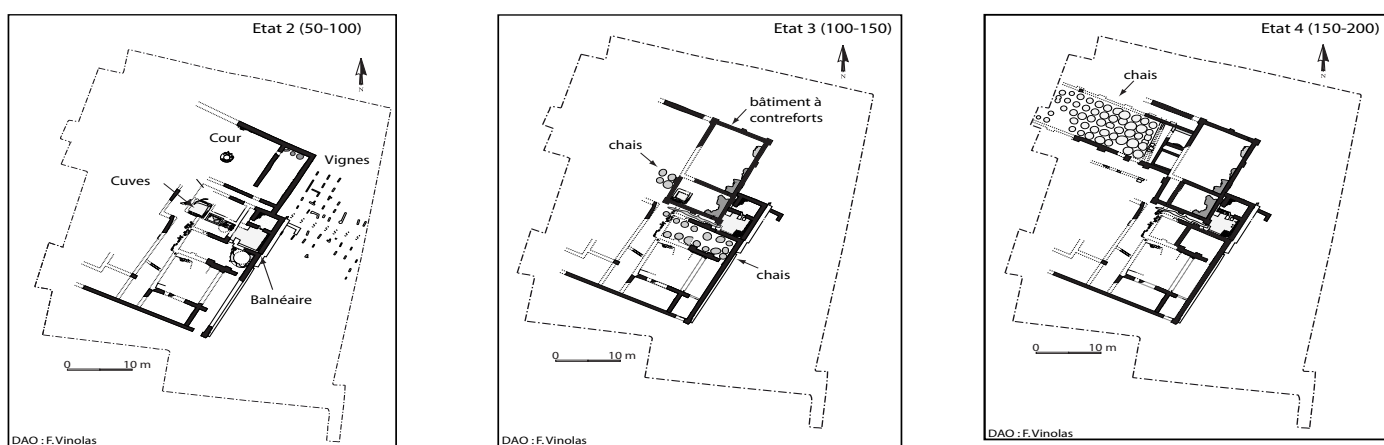 Etat 2 (50-100)
N
Cour
Vignes
Cuves
Balnéaire
0 10 m
DAO : F.Vinolas
Etat 3 (100-150)
N
bâtiment à
contreforts
chais
chais
0 10 m
DAO : F.Vinolas
Etat 4 (150-200)
N
chais
0 10 m
DAO : F.Vinolas